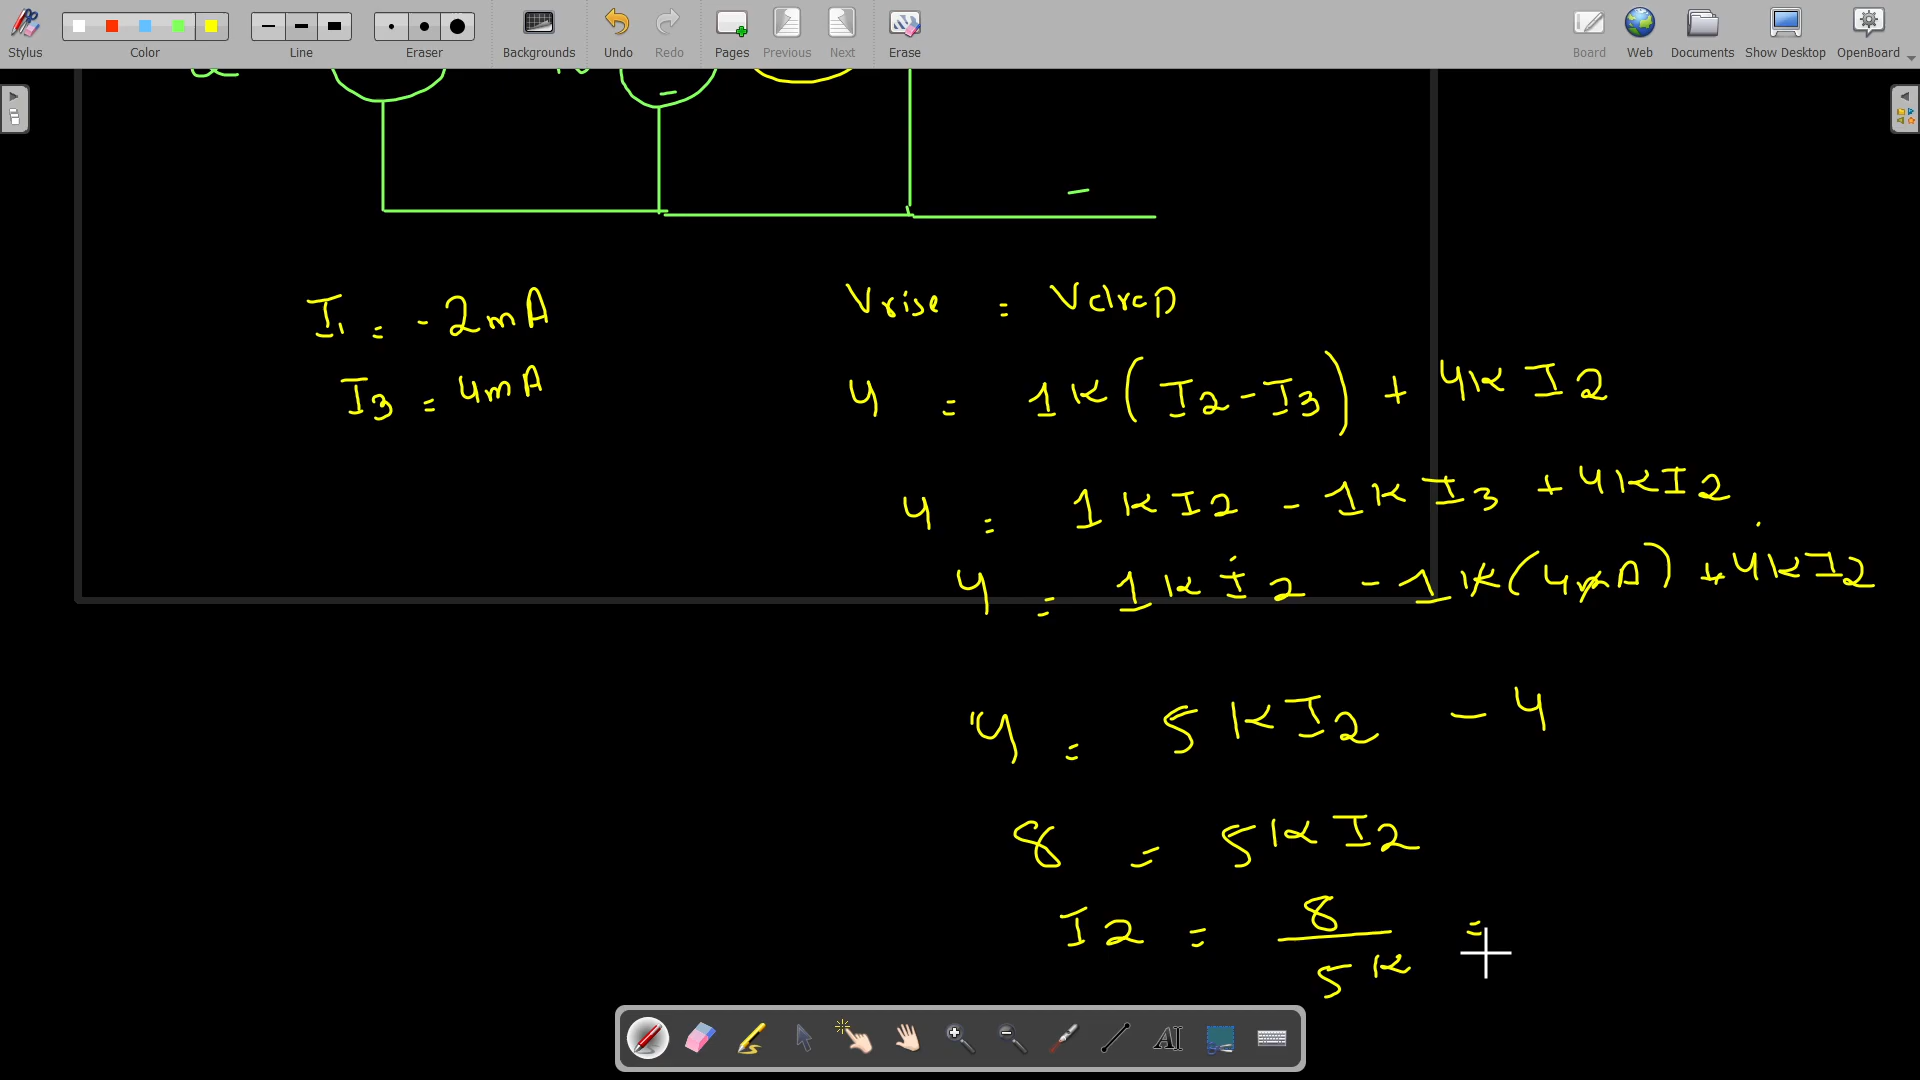 Stylus Color Line Eraser Backgrounds Undo Redo Pages Previous Next Erase Board Web Documents Show Desktop OpenBoard
I1 = -2mA
I3 = 4mA
Vrise = Vdrop
4 = 1K(I2-I3) + 4K I2
4 = 1K I2 - 1K I3 + 4K I2
4 = 1K I2 - 1K(4mA) + 4K I2
4 = 5K I2 - 4
8 = 5K I2
I2 = 8/5K =
AI